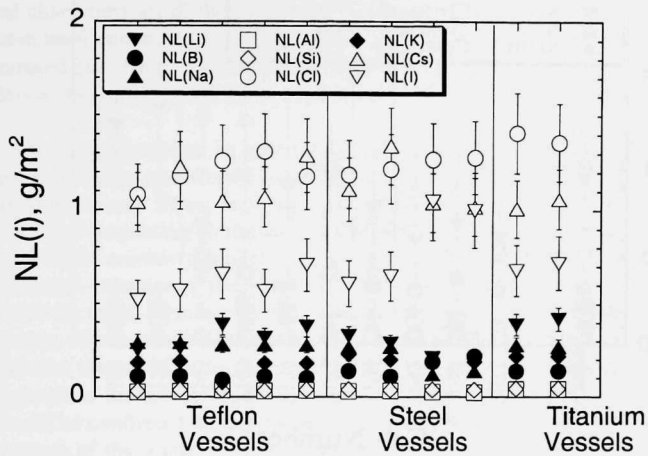 2
NL(Li) NL(Al) NL(K)
NL(B) NL(Si) NL(Cs)
NL(Na) NL(Cl) NL(I)
NL(i), g/m²
1
0
Teflon Steel Titanium
Vessels Vessels Vessels